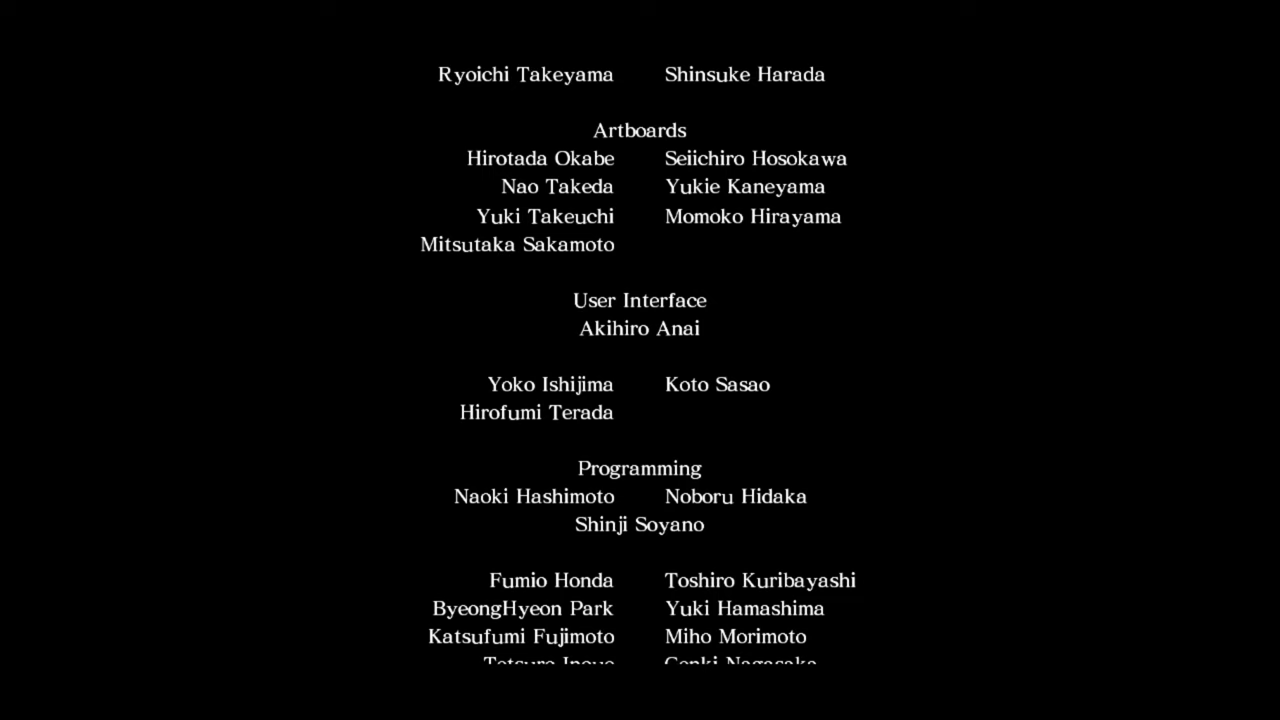 Ryoichi Takeyama Shinsuke Harada
Artboards
Hirotada Okabe Seiichiro Hosokawa
Nao Takeda Yukie Kaneyama
Yuki Takeuchi Momoko Hirayama
Mitsutaka Sakamoto
User Interface
Akihiro Anai
Yoko Ishijima Koto Sasao
Hirofumi Terada
Programming
Naoki Hashimoto Noboru Hidaka
Shinji Soyano
Fumio Honda Toshiro Kuribayashi
ByeongHyeon Park Yuki Hamashima
Katsufumi Fujimoto Miho Morimoto